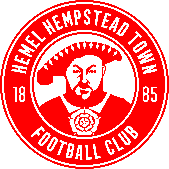 HEMEL HEMPSTEAD TOWN
18 85
FOOTBALL CLUB